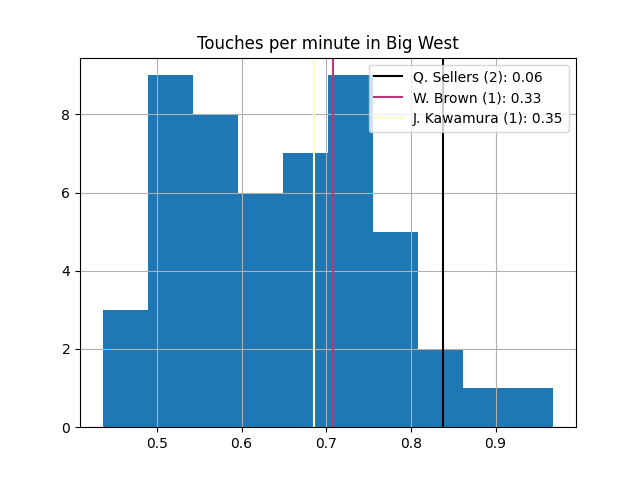 Touches per minute in Big West
Q. Sellers (2): 0.06
W. Brown (1): 0.33
J. Kawamura (1): 0.35
8
6
4
2
0
0.5 0.6 0.7 0.8 0.9